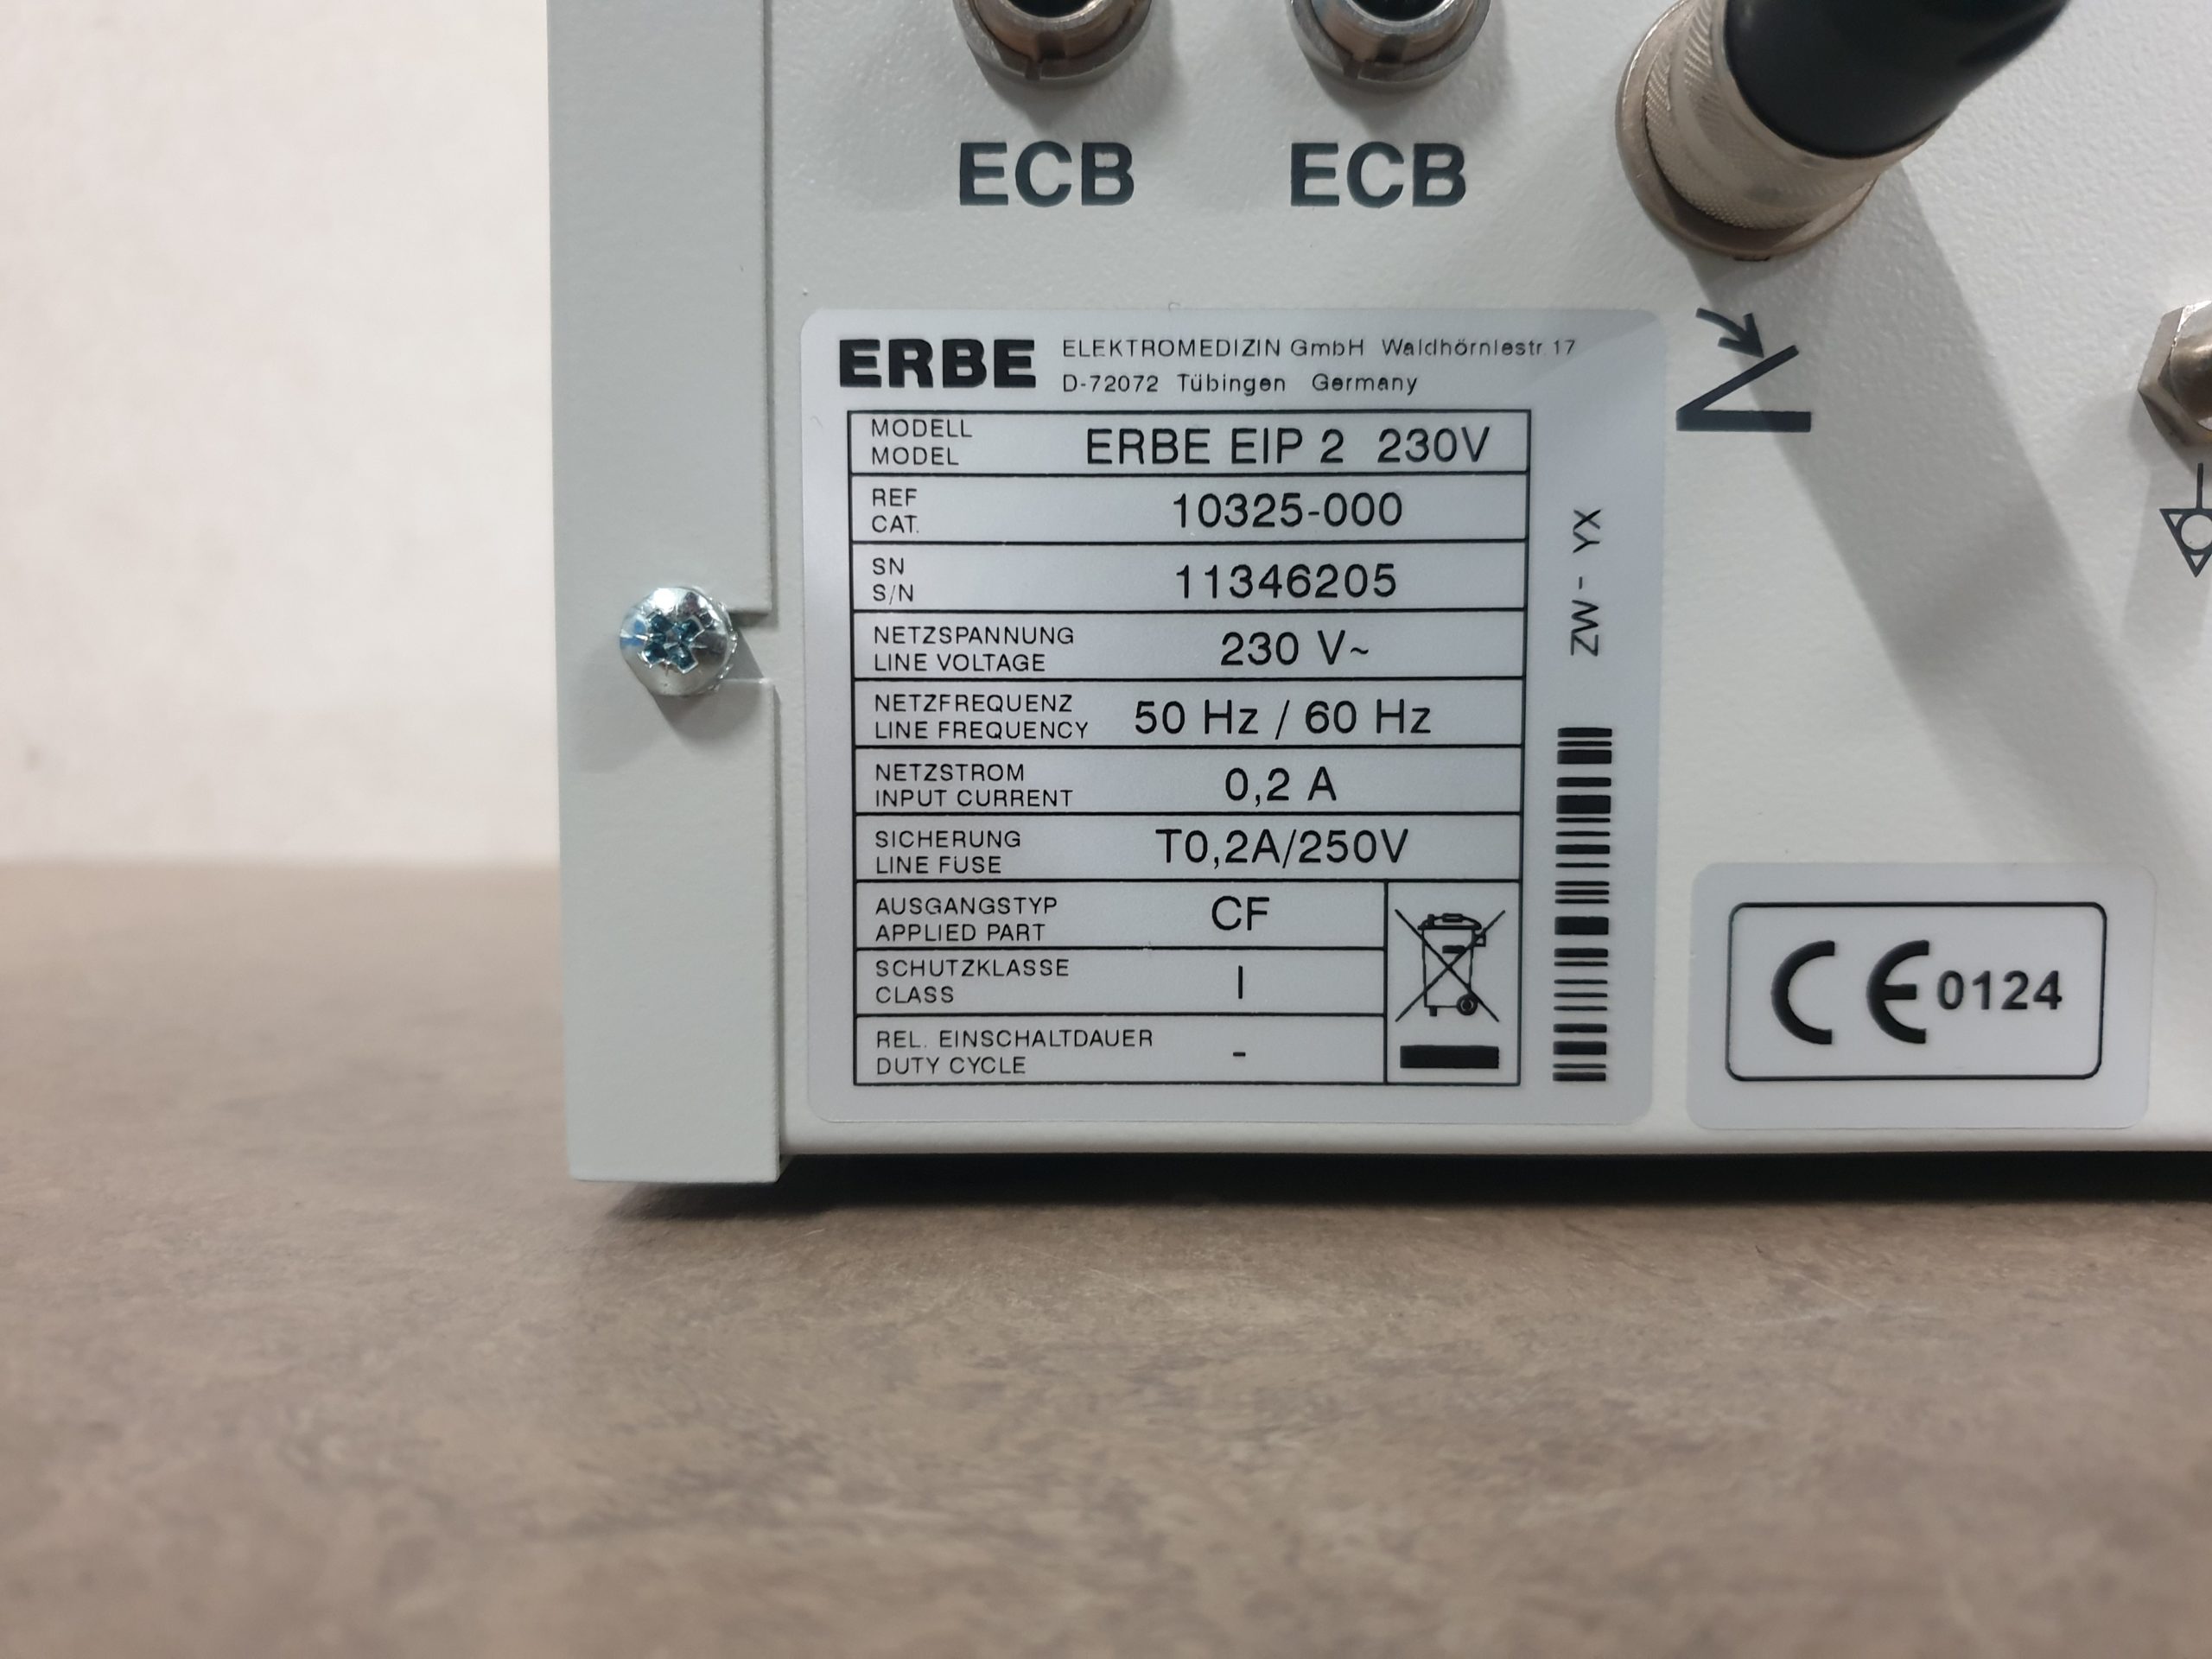 ECB ECB
ERBE ELEKTROMEDIZIN GmbH Waldhörnlestr. 17
D-72072 Tübingen Germany
MODELL
MODEL
ERBE EIP 2 230V
REF
CAT.
10325-000
SN
S/N
11346205
NETZSPANNUNG
LINE VOLTAGE
230 V~
NETZFREQUENZ
LINE FREQUENCY
50 Hz / 60 Hz
NETZSTROM
INPUT CURRENT
0,2 A
SICHERUNG
LINE FUSE
T0,2A/250V
AUSGANGSTYP
APPLIED PART
CF
SCHUTZKLASSE
CLASS
I
REL. EINSCHALTDAUER
DUTY CYCLE
-
ZW - YX
CE 0124